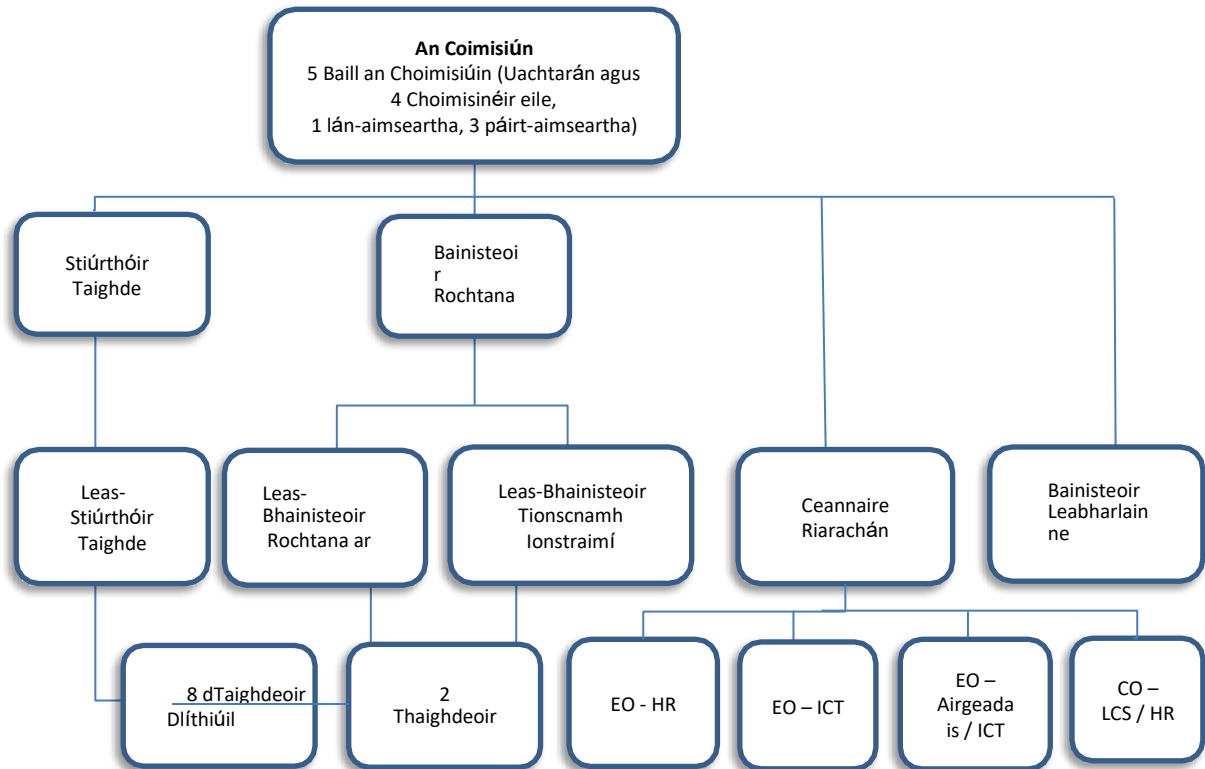 An Coimisiún
5 Baill an Choimisiúin (Uachtarán agus
4 Choimisinéir eile,
1 lán-aimseartha, 3 páirt-aimseartha)
Stiúrthóir
Taighde
Bainisteoi
r
Rochtana
Leas-
Stiúrthóir
Taighde
Leas-
Bhainisteoir
Rochtana ar
Leas-Bhainisteoir
Tionscnamh
Ionstraimí
Ceannaire
Riarachán
Bainisteoir
Leabharlain
ne
8 dTaighdeoir
Dlíthiúil
2
Thaighdeoir
EO - HR
EO – ICT
EO –
Airgeada
is / ICT
CO –
LCS / HR